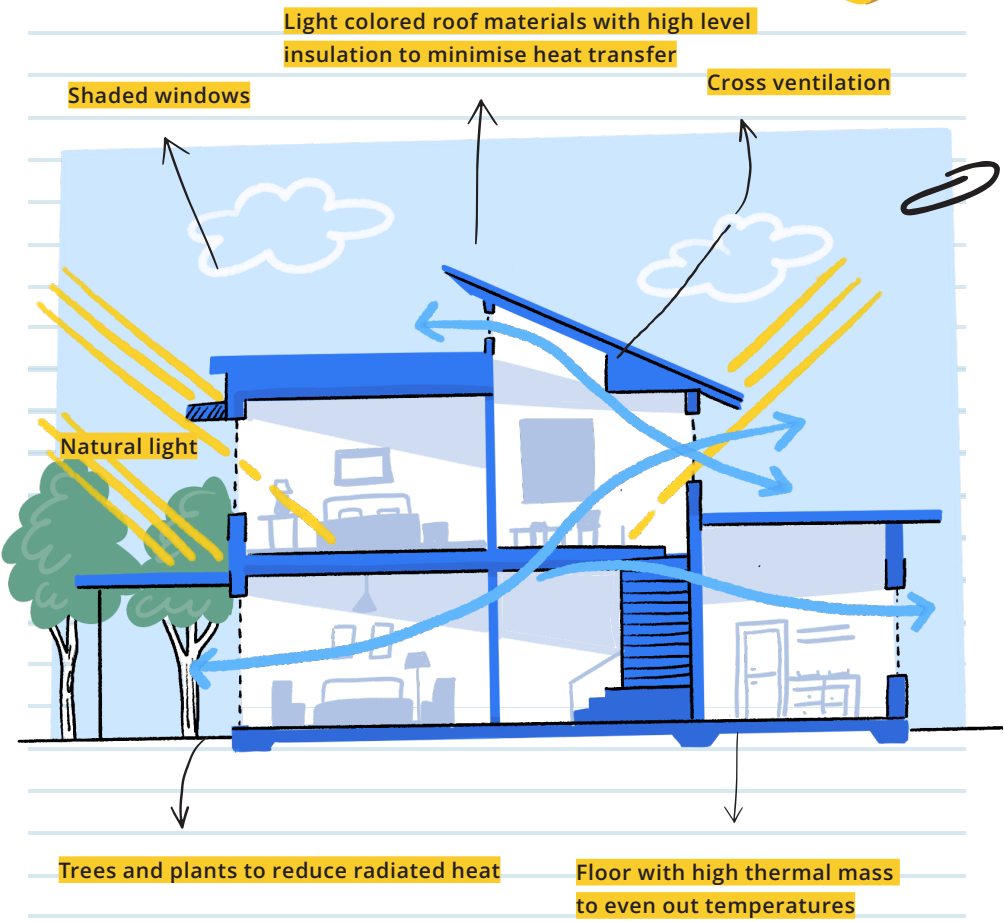 Light colored roof materials with high level
insulation to minimise heat transfer
Shaded windows
Cross ventilation
Natural light
Trees and plants to reduce radiated heat
Floor with high thermal mass
to even out temperatures